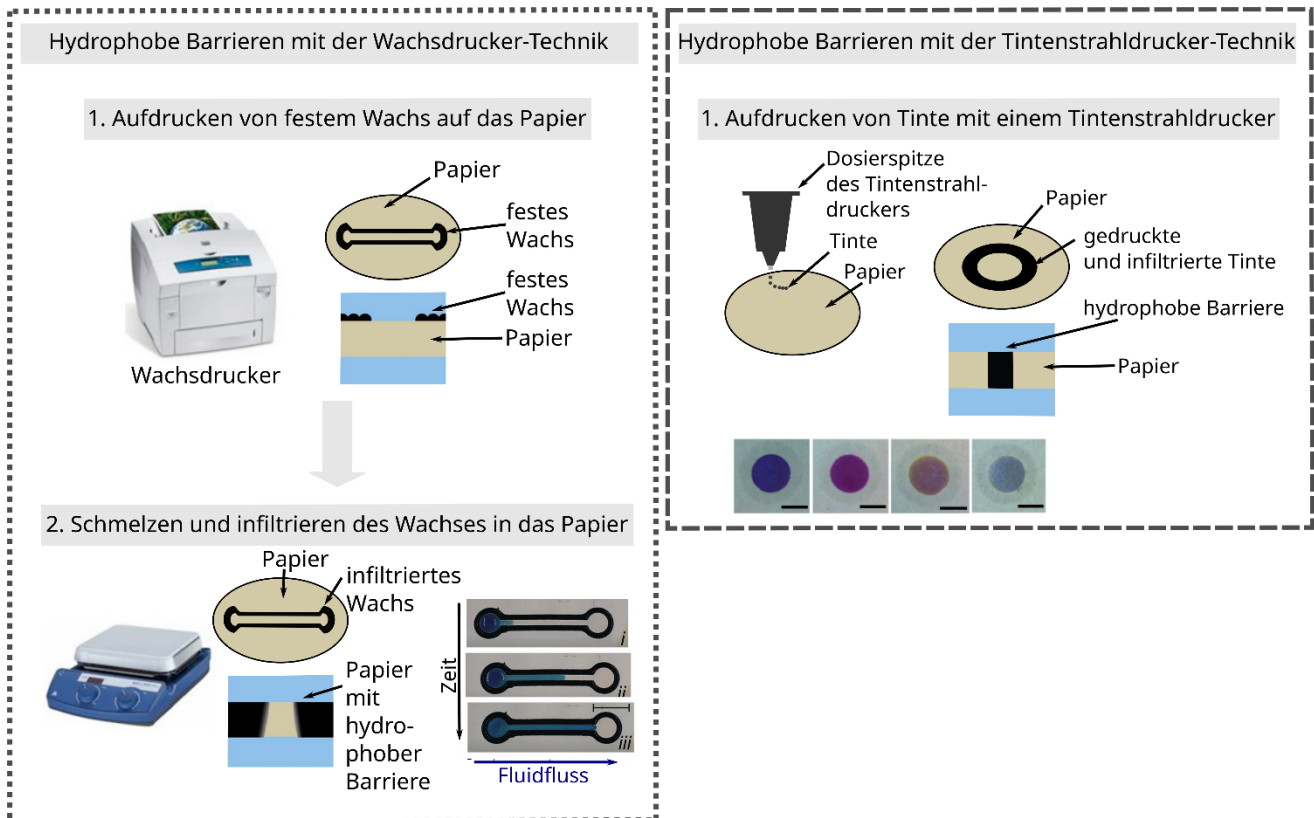 Hydrophobe Barrieren mit der Wachsdrucker-Technik
1. Aufdrucken von festem Wachs auf das Papier
Papier
festes
Wachs
festes
Wachs
Papier
Wachsdrucker
2. Schmelzen und infiltrieren des Wachses in das Papier
Papier
infiltriertes
Wachs
Papier
mit
hydro-
phober
Barriere
Zeit
i
ii
iii
Fluidfluss
Hydrophobe Barrieren mit der Tintenstrahldrucker-Technik
1. Aufdrucken von Tinte mit einem Tintenstrahldrucker
Dosierspitze
des Tintenstrahl-
druckers
Tinte
Papier
Papier
gedruckte
und infiltrierte Tinte
hydrophobe Barriere
Papier